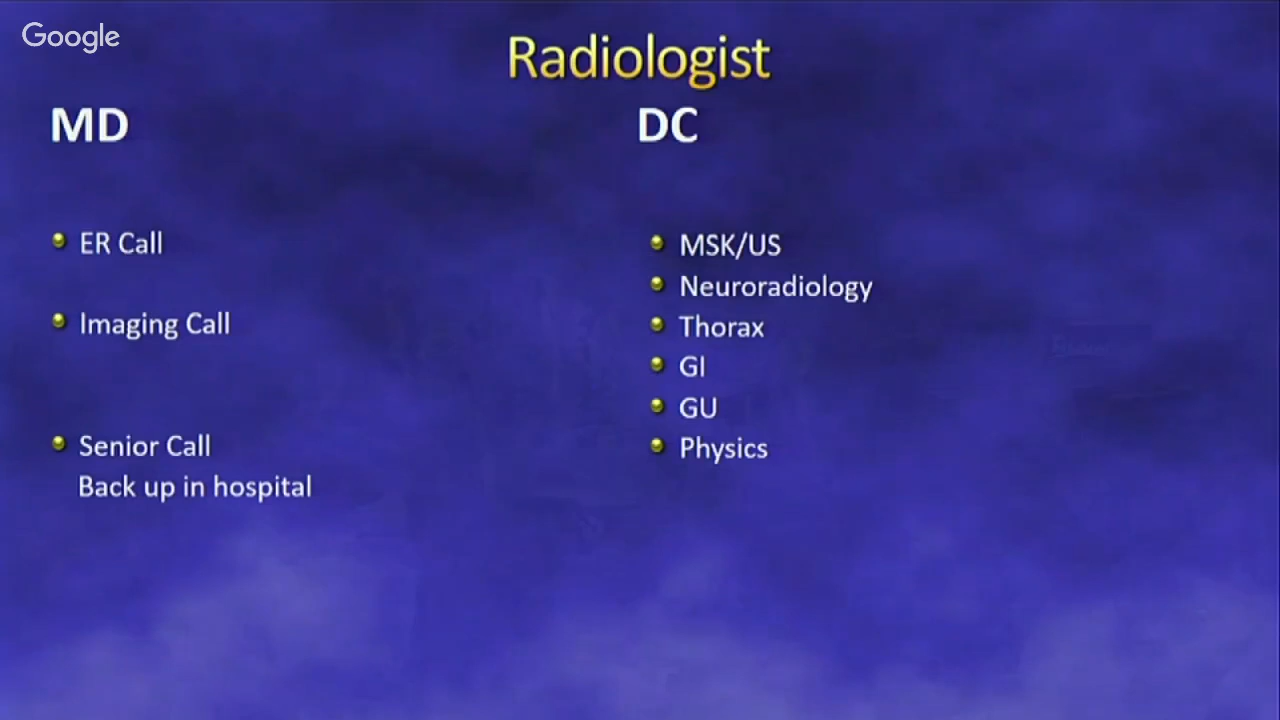 Google
Radiologist
MD
ER Call
Imaging Call
Senior Call
Back up in hospital
DC
MSK/US
Neuroradiology
Thorax
GI
GU
Physics